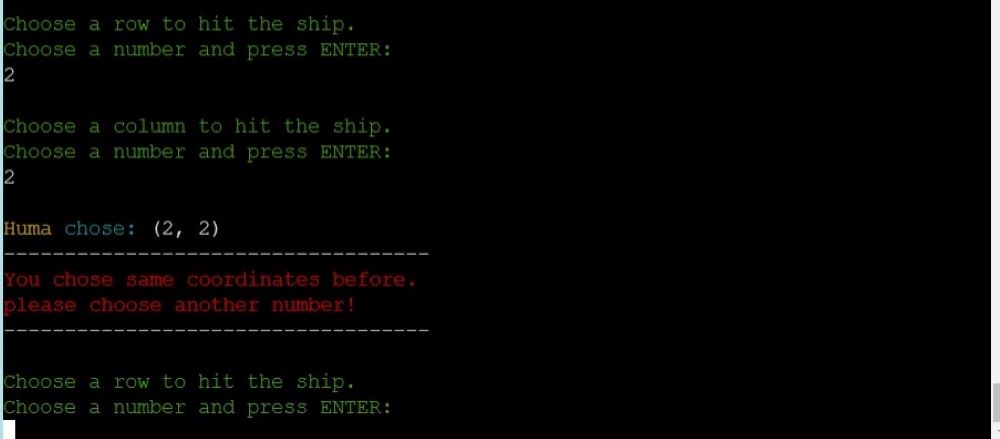 Choose a row to hit the ship.
Choose a number and press ENTER:
2
Choose a column to hit the ship.
Choose a number and press ENTER:
2
Huma chose: (2, 2)
-----------------------------------
You chose same coordinates before.
please choose another number!
-----------------------------------
Choose a row to hit the ship.
Choose a number and press ENTER: